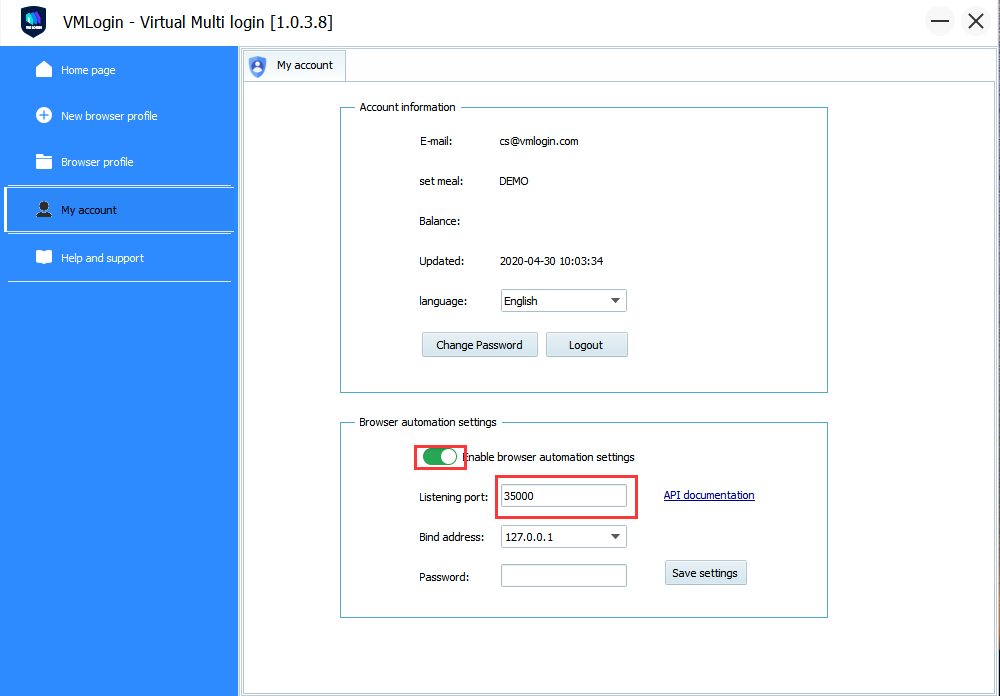 VMLogin - Virtual Multi login [1.0.3.8]
Home page
New browser profile
Browser profile
My account
Help and support
My account
Account information
E-mail: cs@vmlogin.com
set meal: DEMO
Balance:
Updated: 2020-04-30 10:03:34
language: English
Change Password Logout
Browser automation settings
Enable browser automation settings
Listening port: 35000 API documentation
Bind address: 127.0.0.1
Password: Save settings